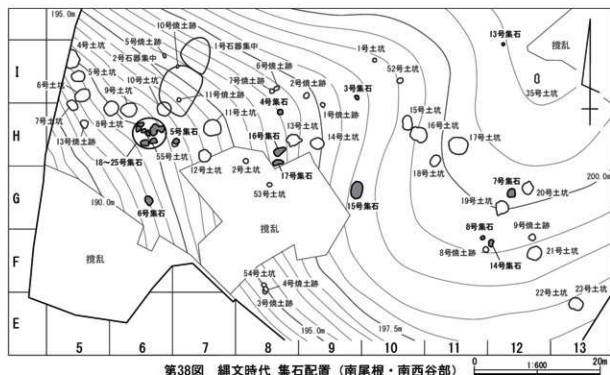 195.0m
10号焼土跡
5号焼土跡
1号石器集中
13号集石
4号土坑
2号石器集中
撹乱
I
5号土坑
10号土坑
6号焼土跡
1号土坑
52号土坑
6号土坑
9号土坑
7号焼土跡
2号焼土跡
3号集石
35号土坑
11号焼土跡
4号集石
1号焼土跡
7号土坑
8号土坑
5号集石
11号土坑
15号土坑
H
13号焼土跡
16号集石
13号土坑
14号土坑
16号土坑
17号土坑
18～25号集石
55号土坑
12号土坑
2号土坑
17号集石
18号土坑
7号集石
200.0m
53号土坑
20号土坑
G
190.0m
6号集石
15号集石
19号土坑
8号集石
9号焼土跡
撹乱
撹乱
8号焼土跡
14号集石
21号土坑
F
54号土坑
4号焼土跡
3号焼土跡
22号土坑
23号土坑
E
195.0m
197.5m
5 6 7 8 9 10 11 12 13
第38図 縄文時代 集石配置（南尾根・南西谷部）
0 1:600 20m